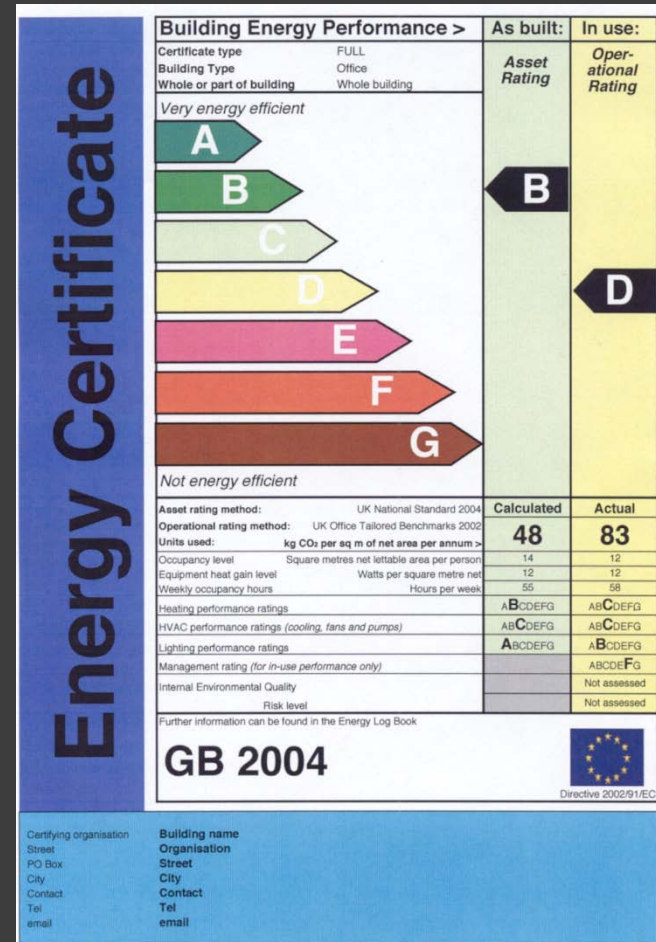 Energy Certificate
Building Energy Performance > As built: In use:
Certificate type FULL
Building Type Office
Whole or part of building Whole building
Asset Rating
Oper-
ational
Rating
Very energy efficient
A
B B
C
D D
E
F
G
Not energy efficient
Asset rating method: UK National Standard 2004 Calculated Actual
Operational rating method: UK Office Tailored Benchmarks 2002
Units used: kg CO₂ per sq m of net area per annum > 48 83
Occupancy level Square metres net lettable area per person 14 12
Equipment heat gain level Watts per square metre net 12 12
Weekly occupancy hours Hours per week 55 58
Heating performance ratings ABCDEFG ABCDEFG
HVAC performance ratings (cooling, fans and pumps) ABCDEFG ABCDEFG
Lighting performance ratings ABCDEFG ABCDEFG
Management rating (for in-use performance only) ABCDEFG
Internal Environmental Quality Not assessed
Risk level Not assessed
Further information can be found in the Energy Log Book
GB 2004
Directive 2002/91/EC
Certifying organisation Building name
Street Organisation
PO Box Street
City City
Contact Contact
Tel Tel
email email